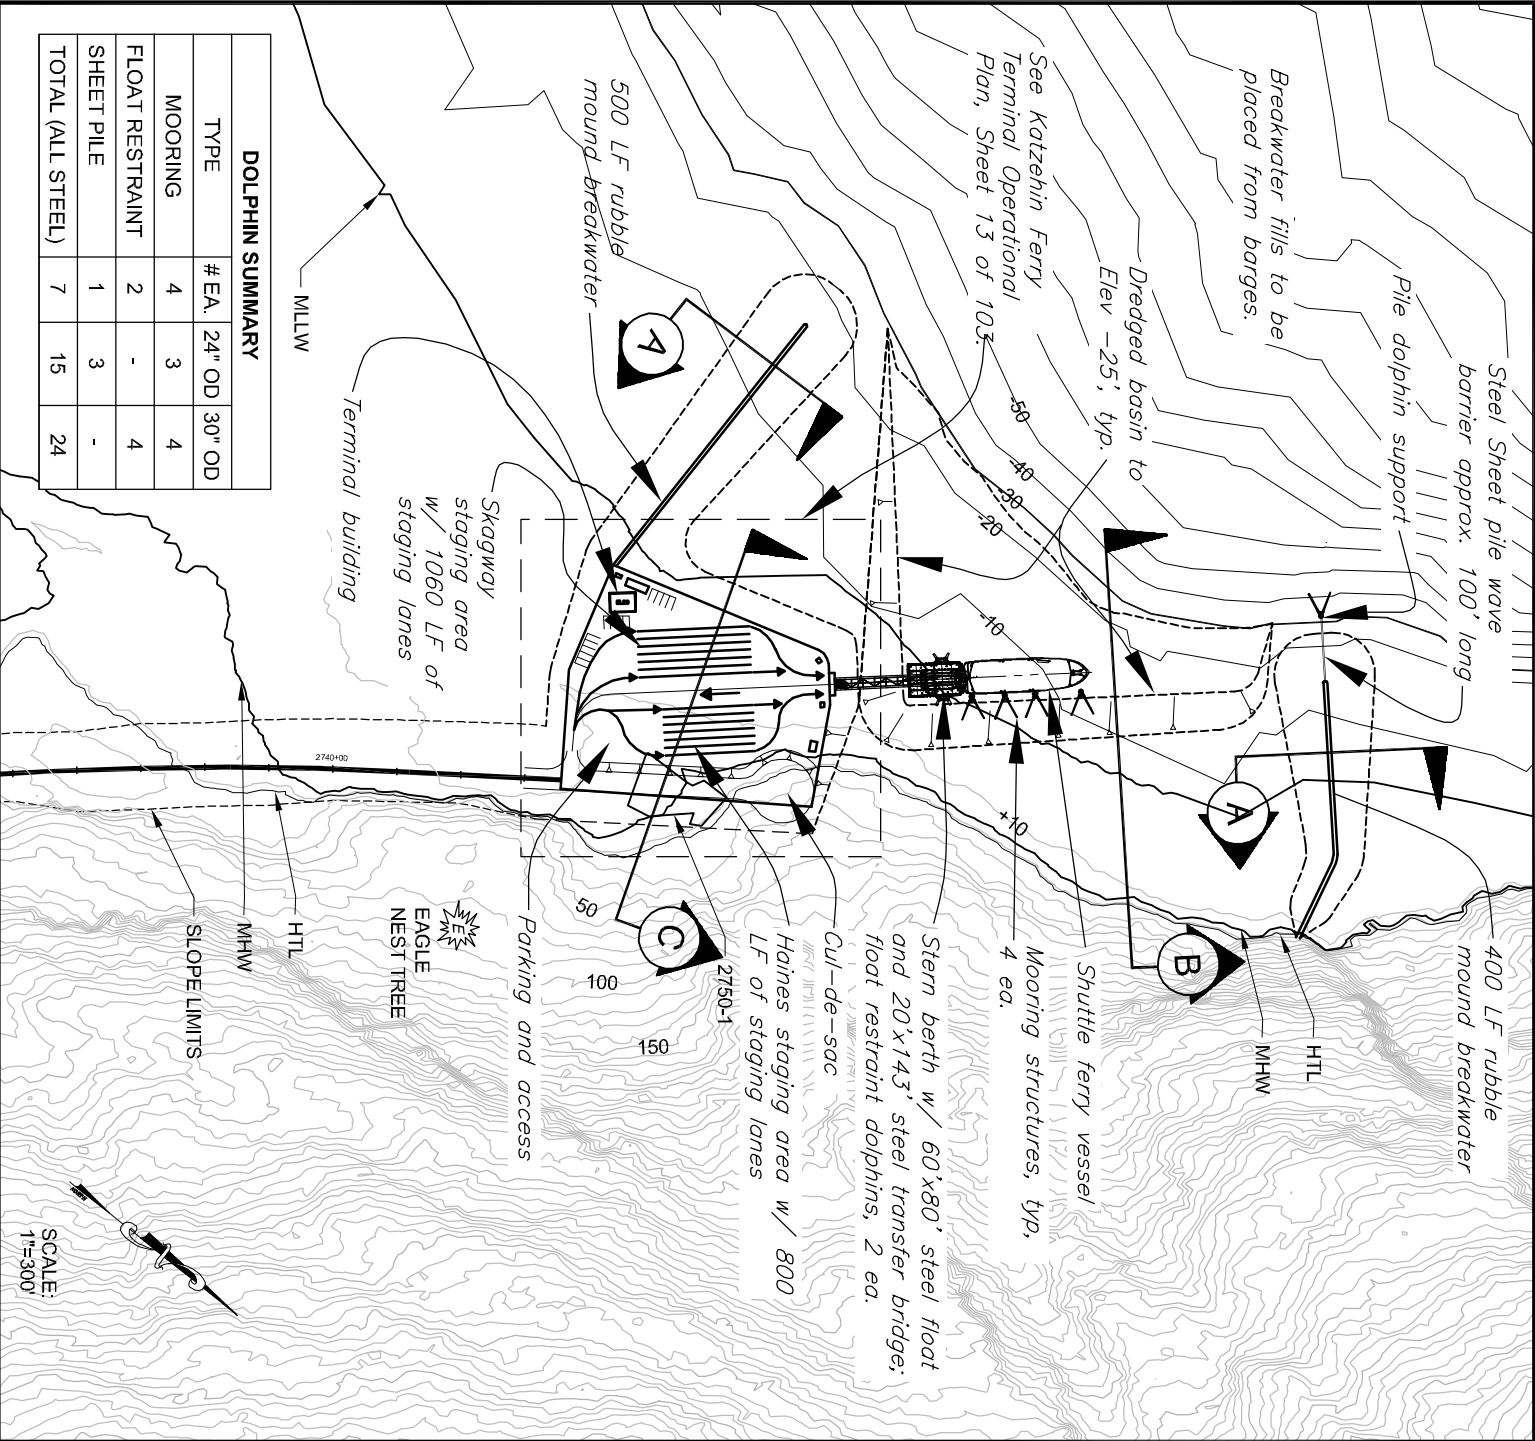 Steel Sheet pile wave
barrier approx. 100' long
Pile dolphin support
Breakwater fills to be
placed from barges.
Dredged basin to
Elev -25', typ.
See Katzehin Ferry
Terminal Operational
Plan, Sheet 13 of 103.
500 LF rubble
mound breakwater
MLLW
DOLPHIN SUMMARY
TYPE # EA. 24" OD 30" OD
MOORING 4 3 4
FLOAT RESTRAINT 2 - 4
SHEET PILE 1 3 -
TOTAL (ALL STEEL) 7 15 24
-50
-40
-30
-20
-10
+10
A
A
B
C
Skagway
staging area
w/ 1060 LF of
staging lanes
Terminal building
2740+00
400 LF rubble
mound breakwater
HTL
MHW
Shuttle ferry vessel
Mooring structures, typ,
4 ea.
Stern berth w/ 60'x80' steel float
and 20'x143' steel transfer bridge;
float restraint dolphins, 2 ea.
Cul-de-sac
Haines staging area w/ 800
LF of staging lanes
2750-1
50
100
150
Parking and access
E
EAGLE
NEST TREE
HTL
MHW
SLOPE LIMITS
SCALE:
1"=300'